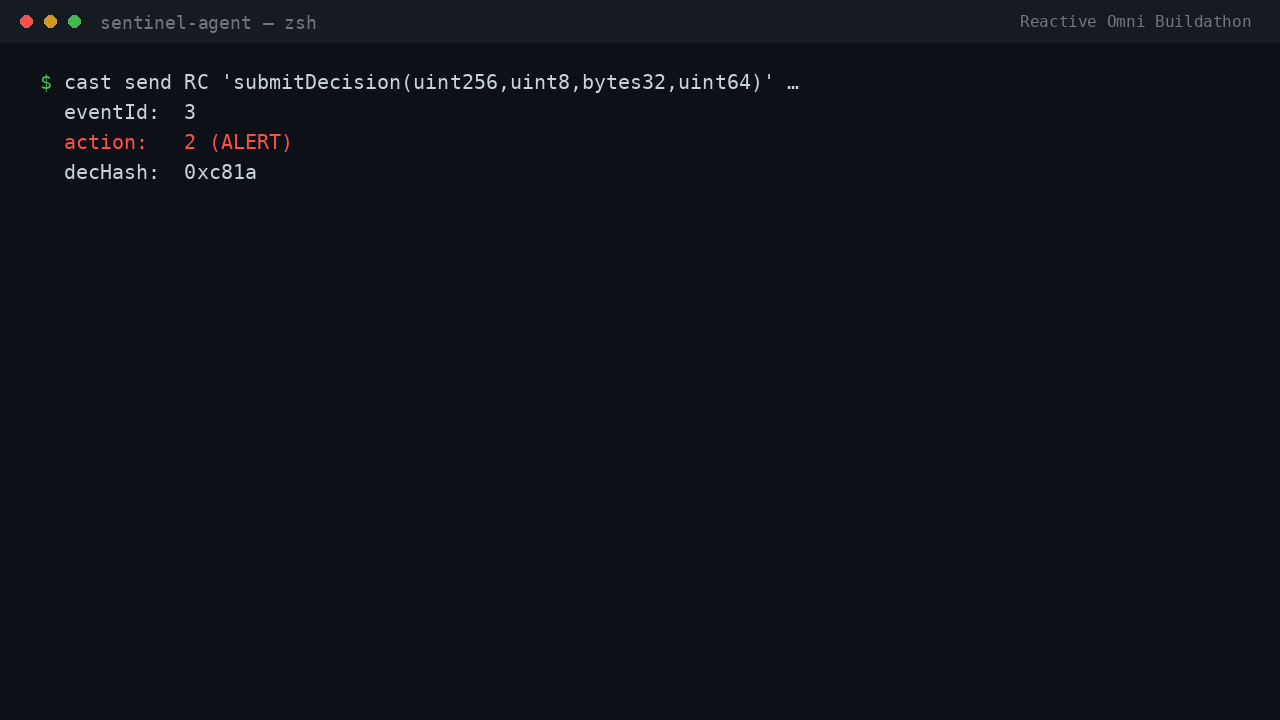 sentinel-agent — zsh
Reactive Omni Buildathon
$ cast send RC 'submitDecision(uint256,uint8,bytes32,uint64)' …
eventId:  3
action:   2 (ALERT)
decHash:  0xc81a